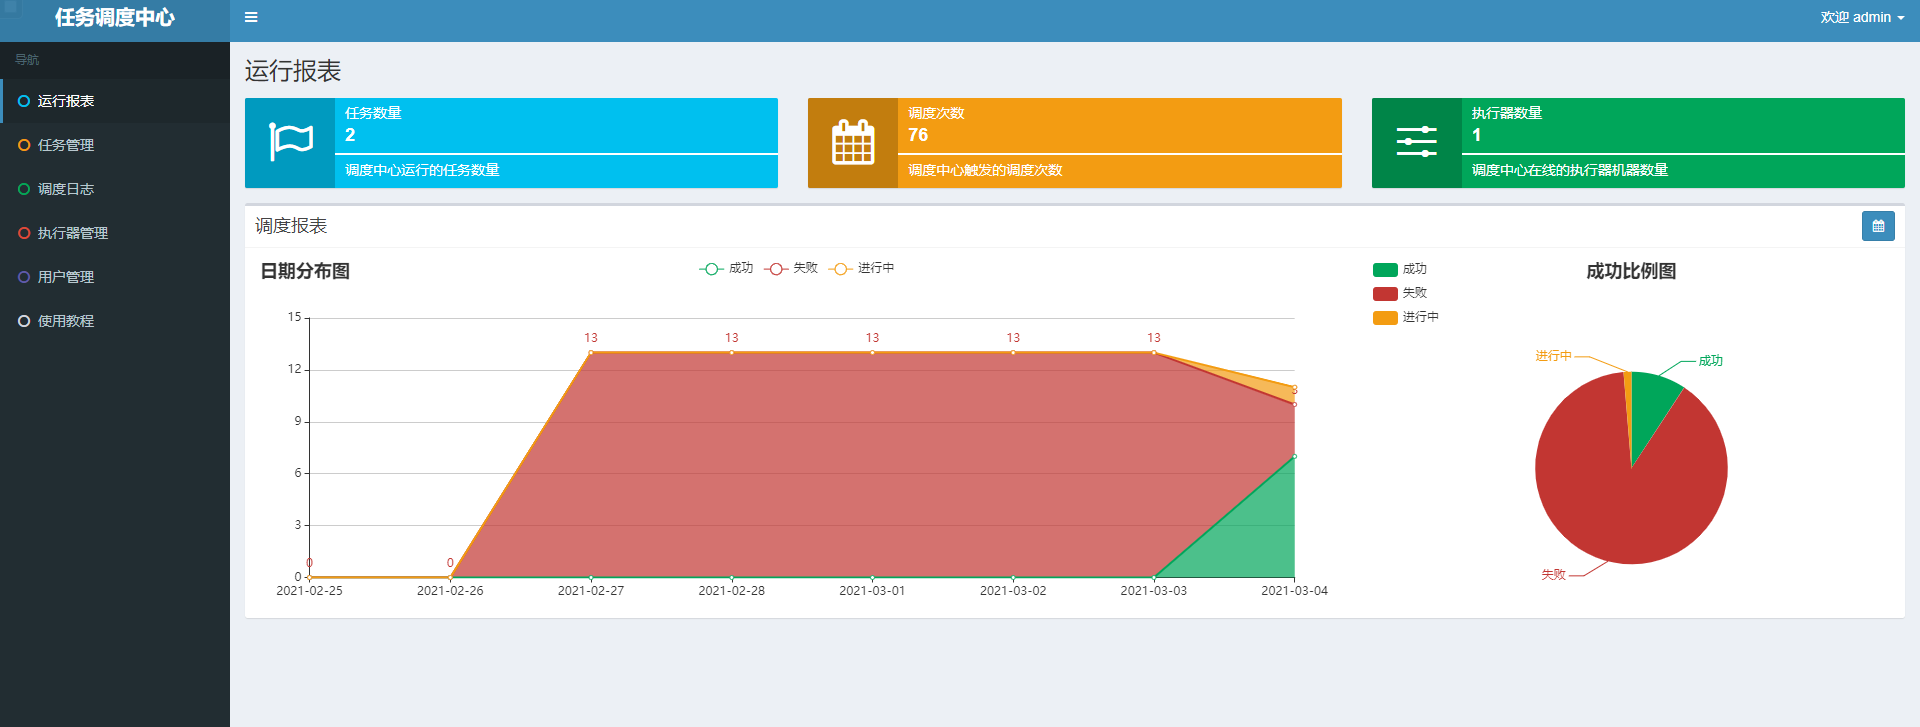 任务调度中心
欢迎 admin
导航
运行报表
任务管理
调度日志
执行器管理
用户管理
使用教程
运行报表
任务数量
2
调度中心运行的任务数量
调度次数
76
调度中心触发的调度次数
执行器数量
1
调度中心在线的执行器机器数量
调度报表
日期分布图
成功 失败 进行中
15
12
9
6
3
0
13 13 13 13 13
3
0 0
2021-02-25 2021-02-26 2021-02-27 2021-02-28 2021-03-01 2021-03-02 2021-03-03 2021-03-04
成功
失败
进行中
成功比例图
进行中
成功
失败